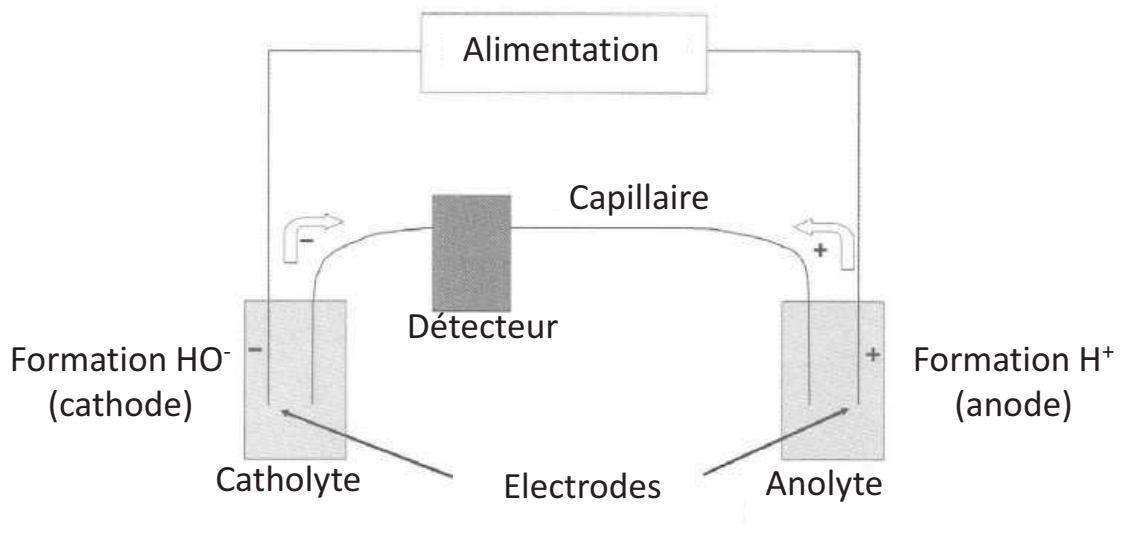 Alimentation
Capillaire
−
+
Détecteur
Formation HO⁻
(cathode)
−
+
Formation H⁺
(anode)
Catholyte
Electrodes
Anolyte